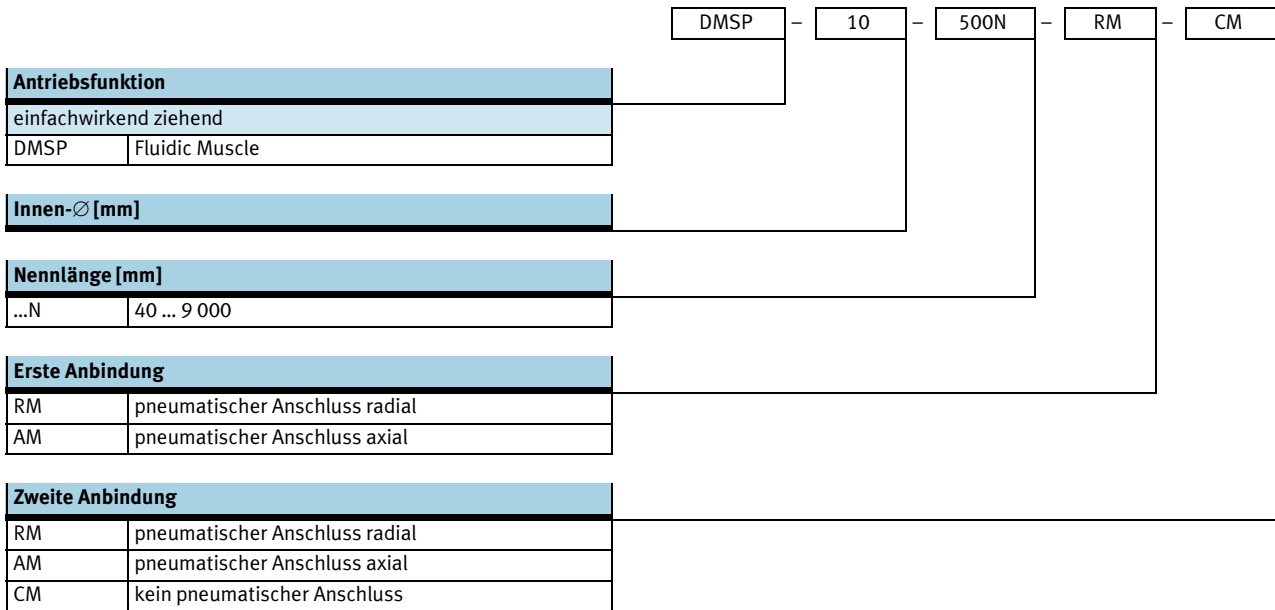 DMSP – 10 – 500N – RM – CM
Antriebsfunktion
einfachwirkend ziehend
DMSP Fluidic Muscle
Innen-∅ [mm]
Nennlänge [mm]
...N 40 ... 9 000
Erste Anbindung
RM pneumatischer Anschluss radial
AM pneumatischer Anschluss axial
Zweite Anbindung
RM pneumatischer Anschluss radial
AM pneumatischer Anschluss axial
CM kein pneumatischer Anschluss